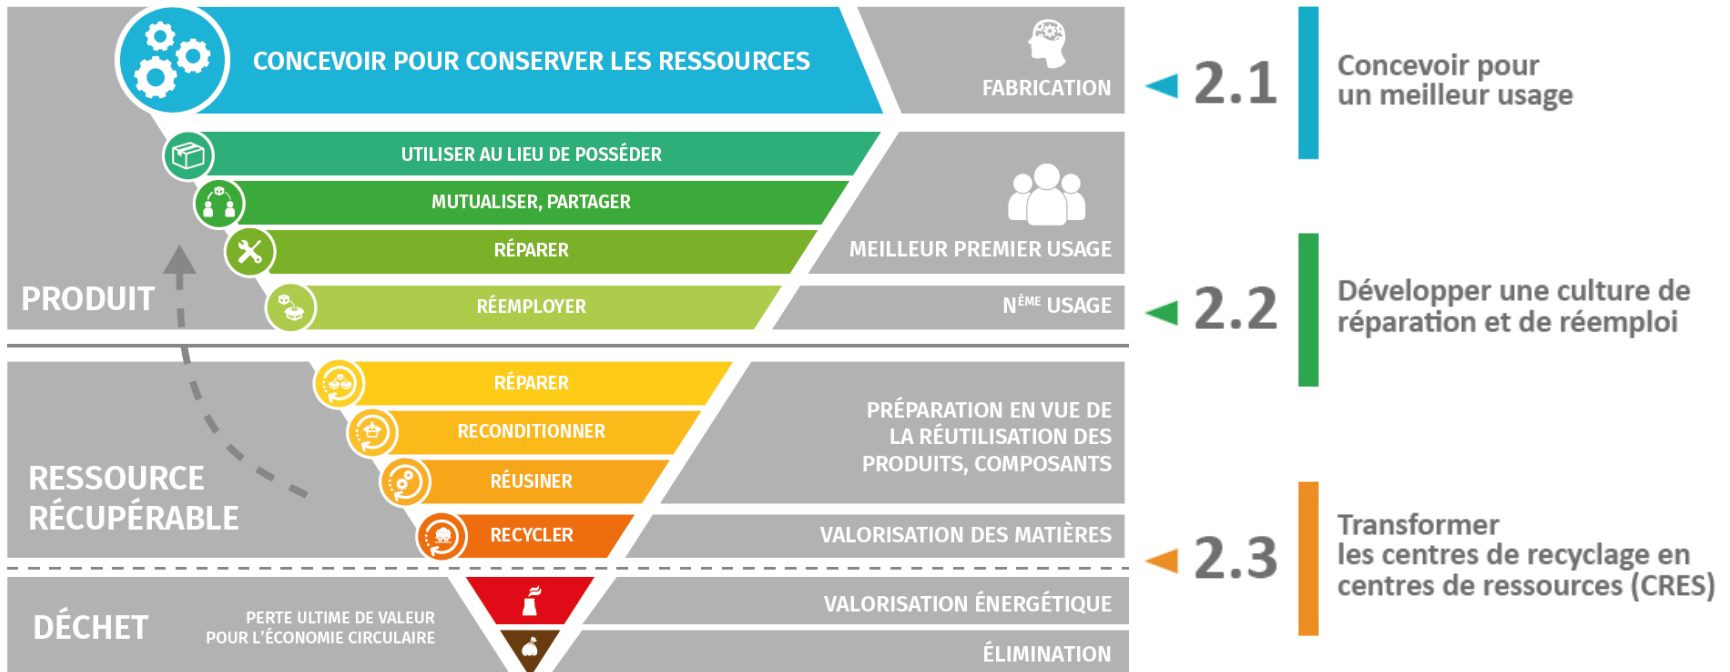 CONCEVOIR POUR CONSERVER LES RESSOURCES
FABRICATION
UTILISER AU LIEU DE POSSÉDER
MUTUALISER, PARTAGER
RÉPARER
MEILLEUR PREMIER USAGE
PRODUIT
RÉEMPLOYER
NÈME USAGE
RÉPARER
RECONDITIONNER
RÉUSINER
PRÉPARATION EN VUE DE
LA RÉUTILISATION DES
PRODUITS, COMPOSANTS
RESSOURCE
RÉCUPÉRABLE
RECYCLER
VALORISATION DES MATIÈRES
DÉCHET
PERTE ULTIME DE VALEUR
POUR L'ÉCONOMIE CIRCULAIRE
VALORISATION ÉNERGÉTIQUE
ÉLIMINATION
2.1
Concevoir pour
un meilleur usage
2.2
Développer une culture de
réparation et de réemploi
2.3
Transformer
les centres de recyclage en
centres de ressources (CRES)